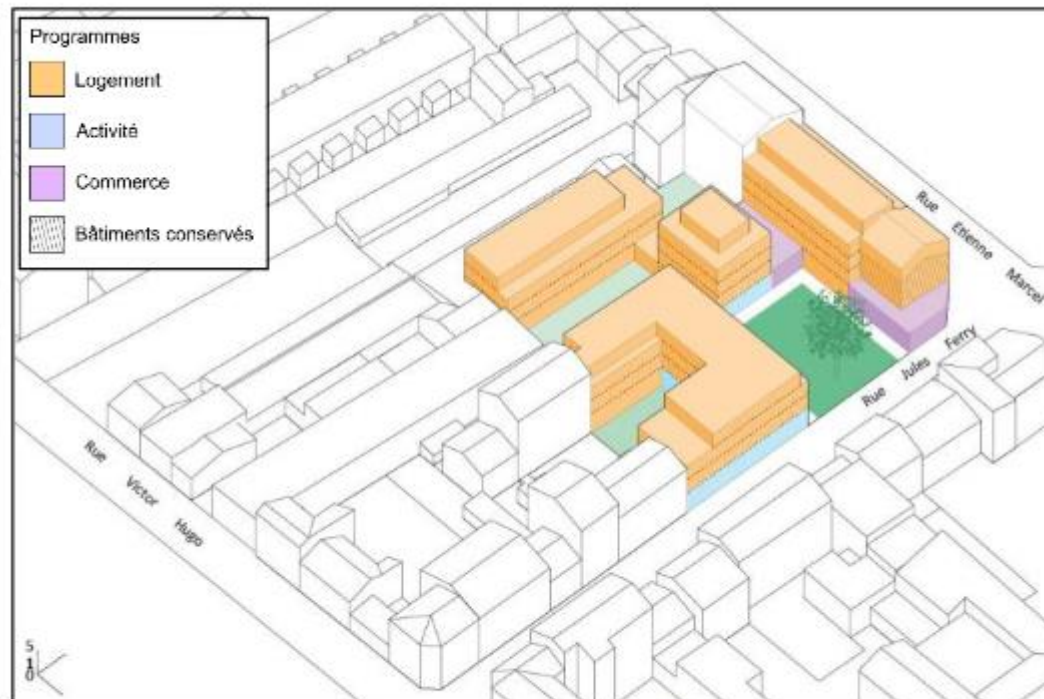 Programmes
Logement
Activité
Commerce
Bâtiments conservés
Rue Etienne Marcel
Rue Jules Ferry
Rue Victor Hugo
5
1
0